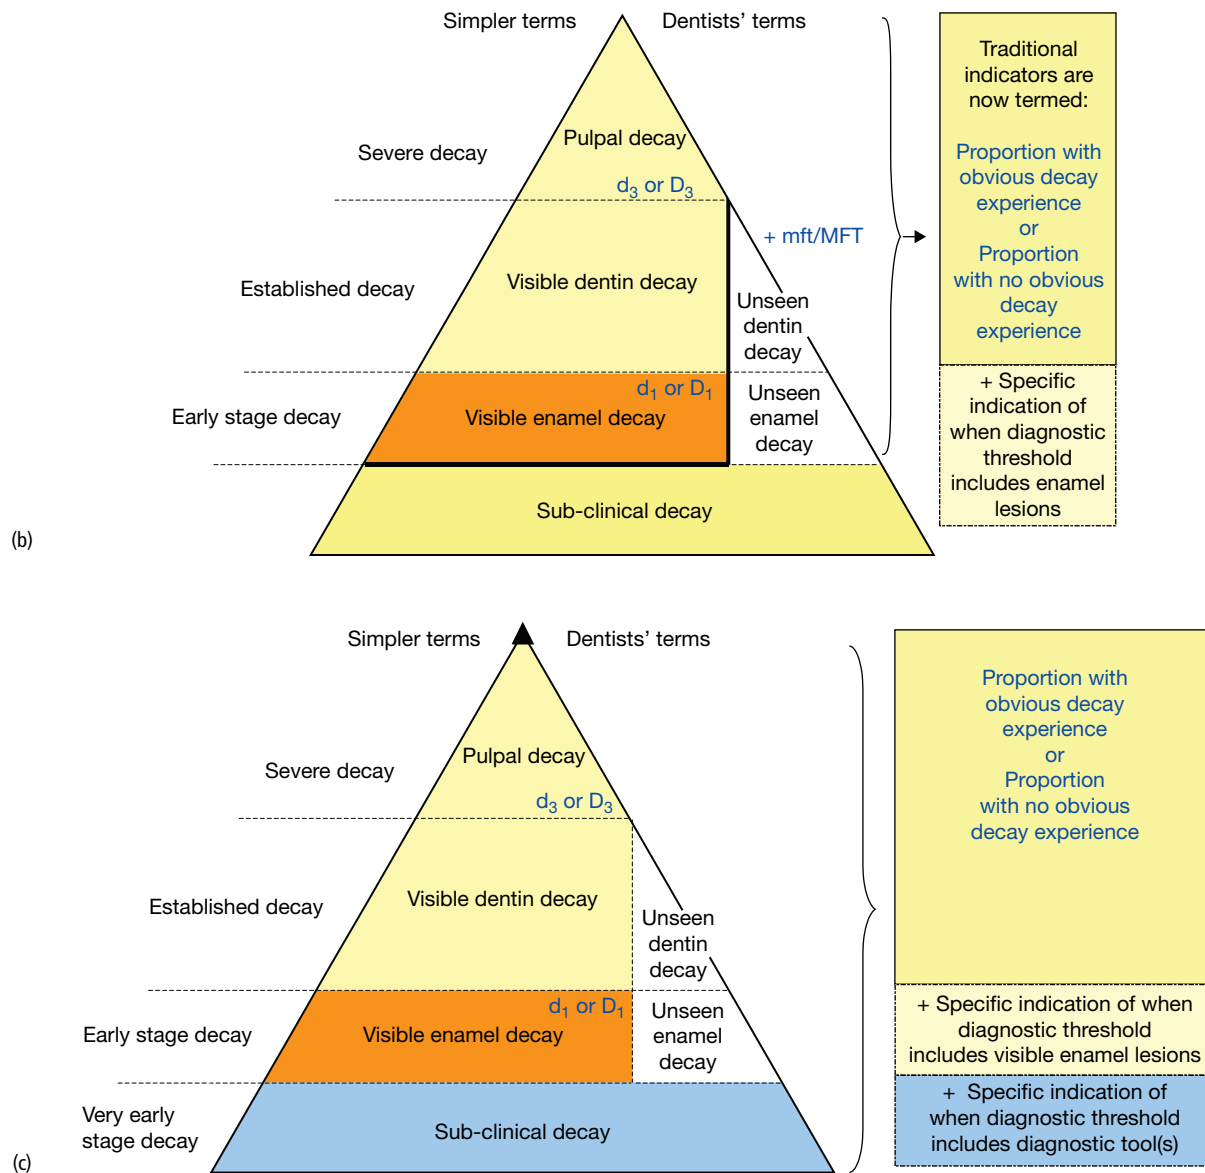 Simpler terms
Dentists’ terms
Severe decay
Pulpal decay
d3 or D3
+ mft/MFT
Established decay
Visible dentin decay
Unseen
dentin
decay
d1 or D1
Early stage decay
Visible enamel decay
Unseen
enamel
decay
Sub-clinical decay
Traditional
indicators are
now termed:
Proportion with
obvious decay
experience
or
Proportion
with no obvious
decay
experience
+ Specific
indication of
when diagnostic
threshold
includes enamel
lesions
(b)
Simpler terms
Dentists’ terms
Severe decay
Pulpal decay
d3 or D3
Established decay
Visible dentin decay
Unseen
dentin
decay
d1 or D1
Early stage decay
Visible enamel decay
Unseen
enamel
decay
Very early
stage decay
Sub-clinical decay
Proportion with
obvious decay
experience
or
Proportion
with no obvious
decay experience
+ Specific indication of when
diagnostic threshold
includes visible enamel lesions
+ Specific indication of
when diagnostic threshold
includes diagnostic tool(s)
(c)